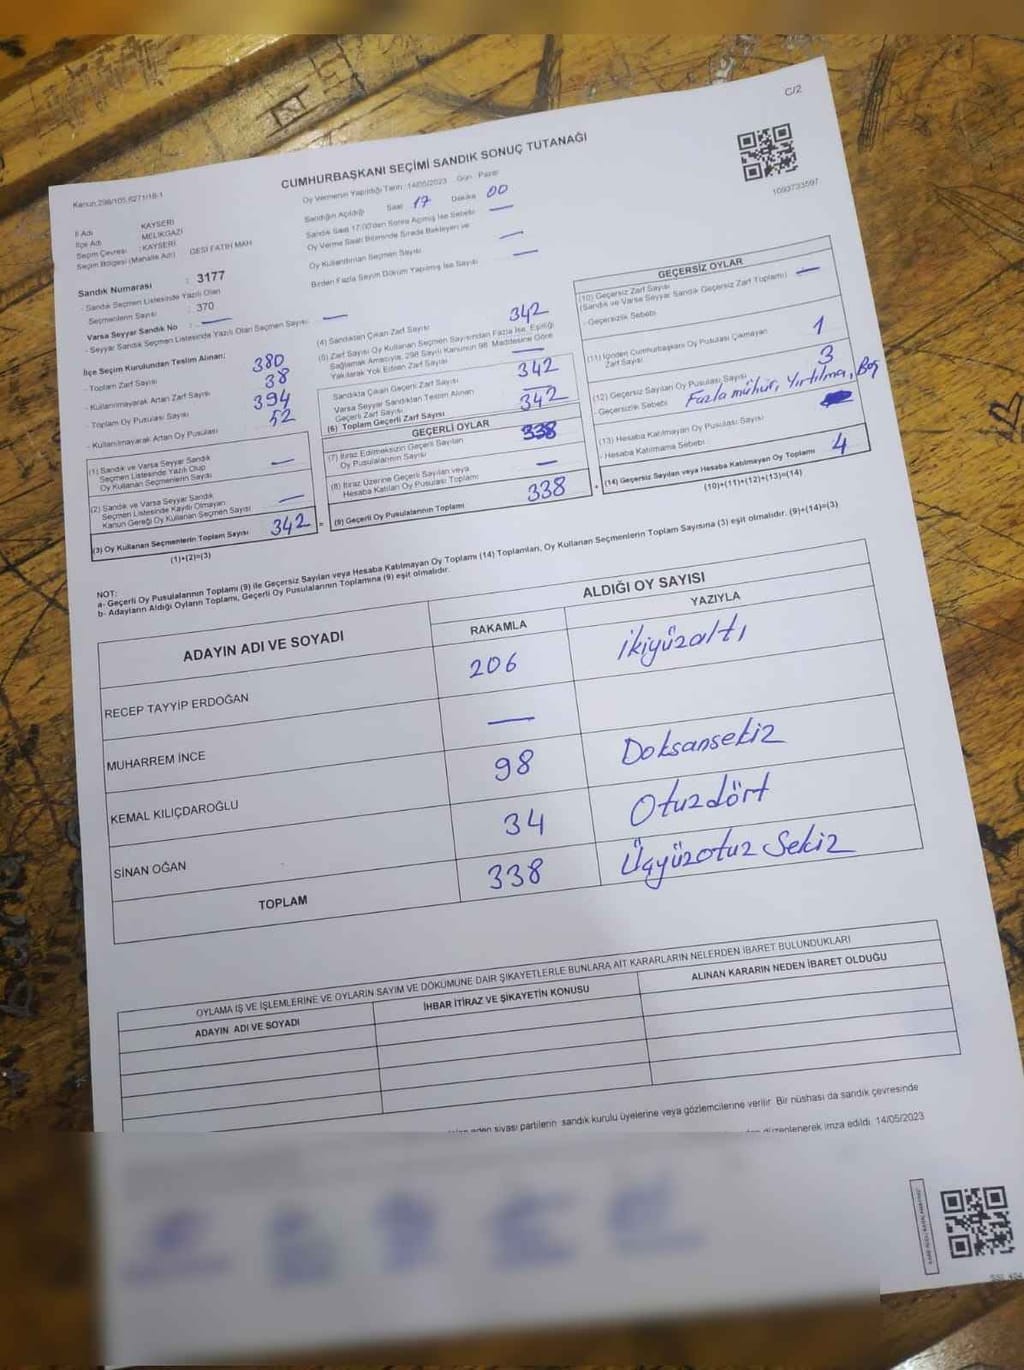 C/2
CUMHURBAŞKANI SEÇİMİ SANDIK SONUÇ TUTANAĞI
Kanun 298/105,6271/18-1
Oy Vermenin Yapıldığı Tarih : 14/05/2023 Gün : Pazar
1093733597
İl Adı : KAYSERİ
İlçe Adı : MELİKGAZİ
Seçim Çevresi : KAYSERİ
Seçim Bölgesi (Mahalle Adı) GESİ FATİH MAH
Sandığın Açıldığı Saat 17 Dakika 00
Saat 17:00'den Sonra Açılmış İse Sebebi —
Oy Verme Saati Bitiminde Sırada Bekleyen ve
Oy Kullandırılan Seçmen Sayısı —
Birden Fazla Sayım Döküm Yapılmış İse Sayısı —
Sandık Numarası : 3177
- Sandık Seçmen Listesinde Yazılı Olan
Seçmenlerin Sayısı : 370
Varsa Seyyar Sandık No : —
- Seyyar Sandık Seçmen Listesinde Yazılı Olan Seçmen Sayısı —
İlçe Seçim Kurulundan Teslim Alınan;
- Toplam Zarf Sayısı 380
- Kullanılmayarak Artan Zarf Sayısı 38
- Toplam Oy Pusulası Sayısı 394
- Kullanılmayarak Artan Oy Pusulası 52
(1) Sandık ve Varsa Seyyar Sandık
Seçmen Listesinde Yazılı Olup
Oy Kullanan Seçmenlerin Sayısı —
(2) Sandık ve Varsa Seyyar Sandık
Seçmen Listesinde Kayıtlı Olmayan
Kanun Gereği Oy Kullanan Seçmen Sayısı —
(3) Oy Kullanan Seçmenlerin Toplam Sayısı 342
(1)+(2)=(3)
(4) Sandıktan Çıkan Zarf Sayısı 342
(5) Zarf Sayısı Oy Kullanan Seçmen Sayısından Fazla İse, Eşitliği
Sağlamak Amacıyla, 298 Sayılı Kanunun 98. Maddesine Göre
Yakılarak Yok Edilen Zarf Sayısı —
Sandıkta Çıkan Geçerli Zarf Sayısı 342
Varsa Seyyar Sandıktan Teslim Alınan
Geçerli Zarf Sayısı —
(6) Toplam Geçerli Zarf Sayısı 342
GEÇERLİ OYLAR
(7) İtiraz Edilmeksizin Geçerli Sayılan
Oy Pusulalarının Sayısı 338
(8) İtiraz Üzerine Geçerli Sayılan veya
Hesaba Katılan Oy Pusulası Toplamı —
(9) Geçerli Oy Pusulalarının Toplamı 338
GEÇERSİZ OYLAR
(10) Geçersiz Zarf Sayısı
(Sandık ve Varsa Seyyar Sandık Geçersiz Zarf Toplamı) —
- Geçersizlik Sebebi
(11) İçinden Cumhurbaşkanı Oy Pusulası Çıkmayan
Zarf Sayısı 1
(12) Geçersiz Sayılan Oy Pusulası Sayısı 3
- Geçersizlik Sebebi Fazla mühür, Yırtılma, Boş
(13) Hesaba Katılmayan Oy Pusulası Sayısı
- Hesaba Katılmama Sebebi
(14) Geçersiz Sayılan veya Hesaba Katılmayan Oy Toplamı 4
(10)+(11)+(12)+(13)=(14)
NOT:
a- Geçerli Oy Pusulalarının Toplamı (9) ile Geçersiz Sayılan veya Hesaba Katılmayan Oy Toplamı (14) Toplamları, Oy Kullanan Seçmenlerin Toplam Sayısına (3) eşit olmalıdır. (9)+(14)=(3)
b- Adayların Aldığı Oyların Toplamı, Geçerli Oy Pusulalarının Toplamına (9) eşit olmalıdır.
ADAYIN ADI VE SOYADI
ALDIĞI OY SAYISI
RAKAMLA YAZIYLA
RECEP TAYYİP ERDOĞAN 206 ikiyüzaltı
MUHARREM İNCE —
KEMAL KILIÇDAROĞLU 98 Doksansekiz
SİNAN OĞAN 34 Otuzdört
TOPLAM 338 Üçyüzotuz Sekiz
OYLAMA İŞ VE İŞLEMLERİNE VE OYLARIN SAYIM VE DÖKÜMÜNE DAİR ŞİKAYETLERLE BUNLARA AİT KARARLARIN NELERDEN İBARET BULUNDUKLARI
ADAYIN ADI VE SOYADI İHBAR İTİRAZ VE ŞİKAYETİN KONUSU ALINAN KARARIN NEDEN İBARET OLDUĞU
eden siyasi partilerin sandık kurulu üyelerine veya gözlemcilerine verilir. Bir nüshası da sandık çevresinde
düzenlenerek imza edildi. 14/05/2023